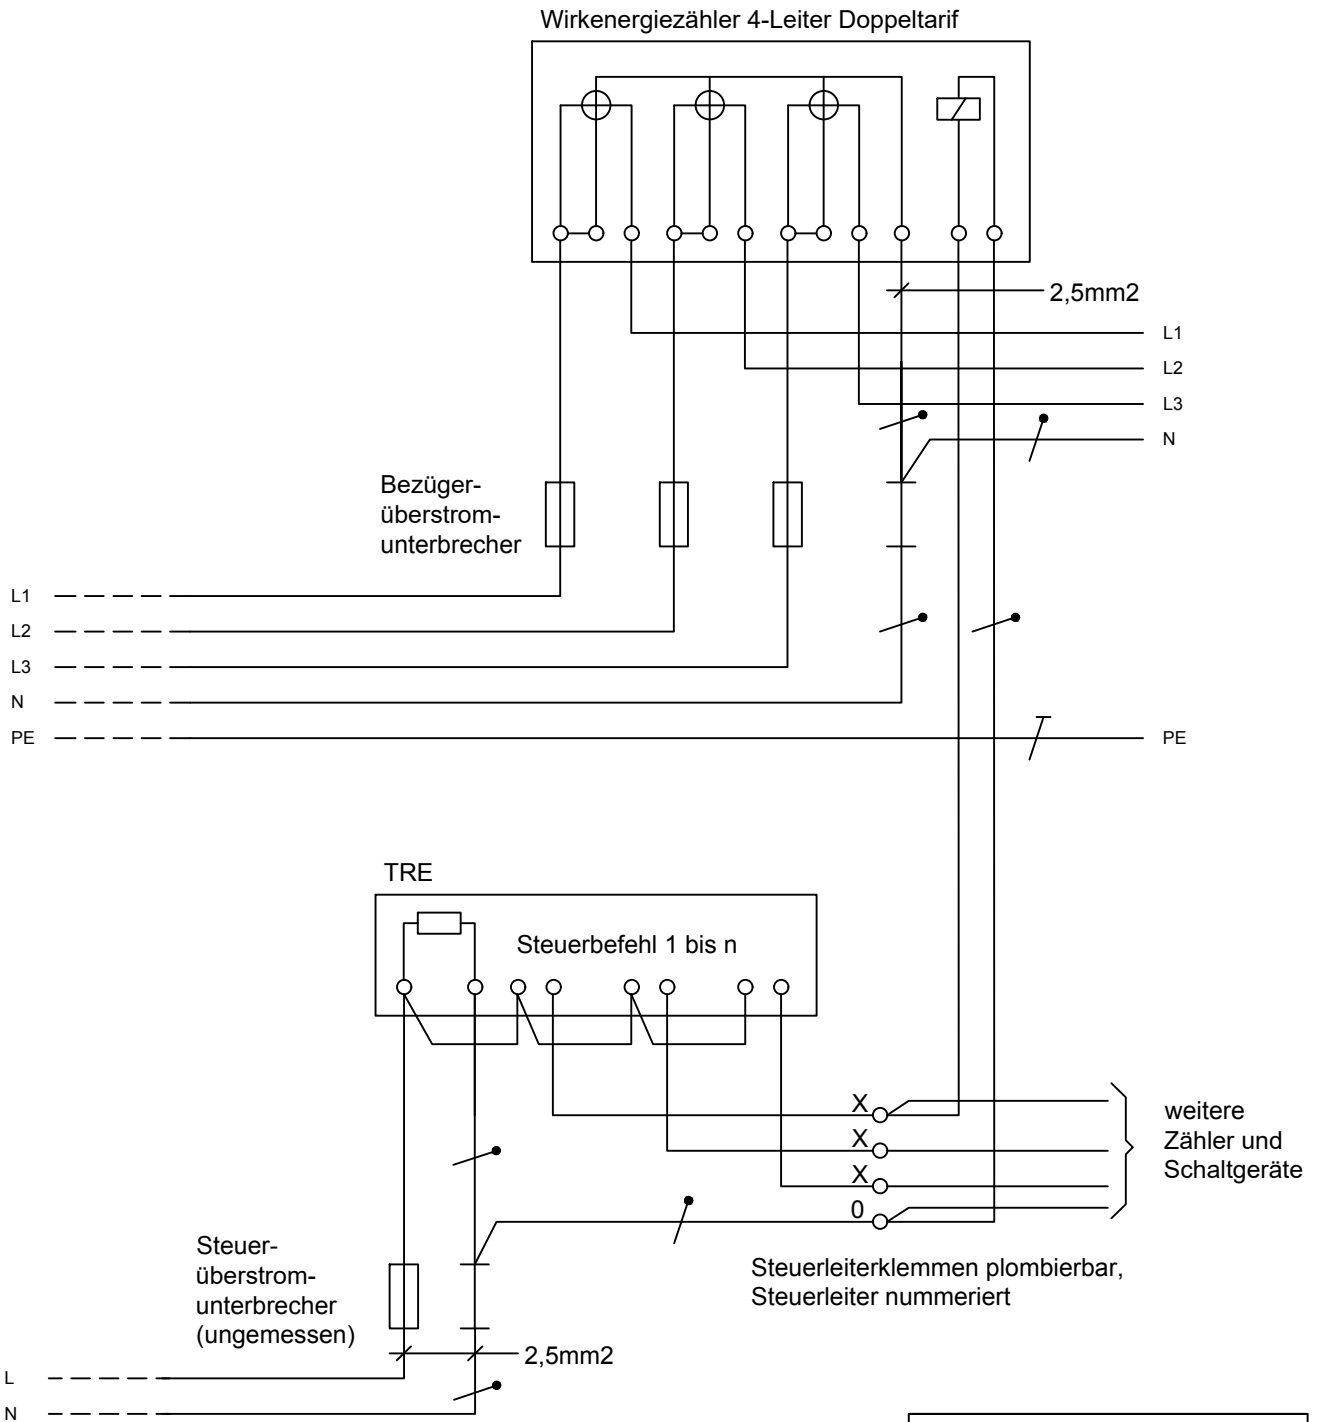 Wirkenergiezähler 4-Leiter Doppeltarif
2,5mm2
L1
L2
L3
N
Bezüger-
überstrom-
unterbrecher
L1
L2
L3
N
PE
PE
TRE
Steuerbefehl 1 bis n
X
X
X
0
weitere
Zähler und
Schaltgeräte
Steuerleiterklemmen plombierbar,
Steuerleiter nummeriert
Steuer-
überstrom-
unterbrecher
(ungemessen)
2,5mm2
L
N